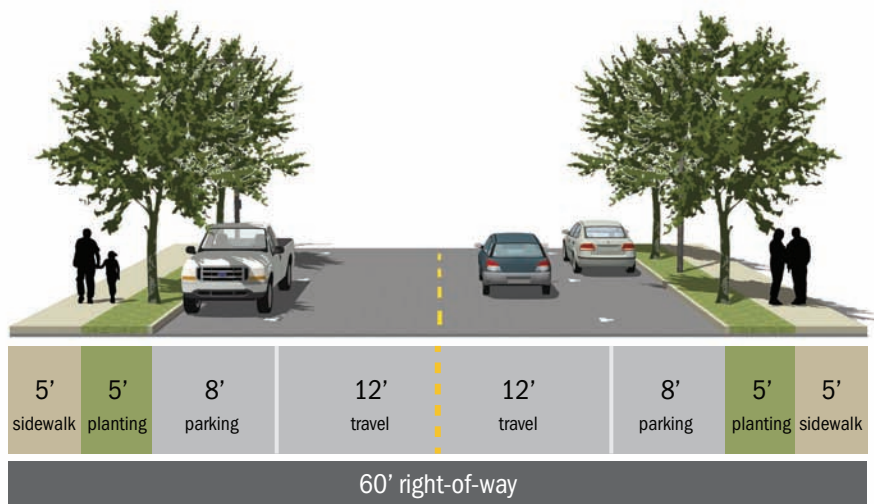 5’ 5’ 8’ 12’ 12’ 8’ 5’ 5’
sidewalk planting parking travel travel parking planting sidewalk
60’ right-of-way